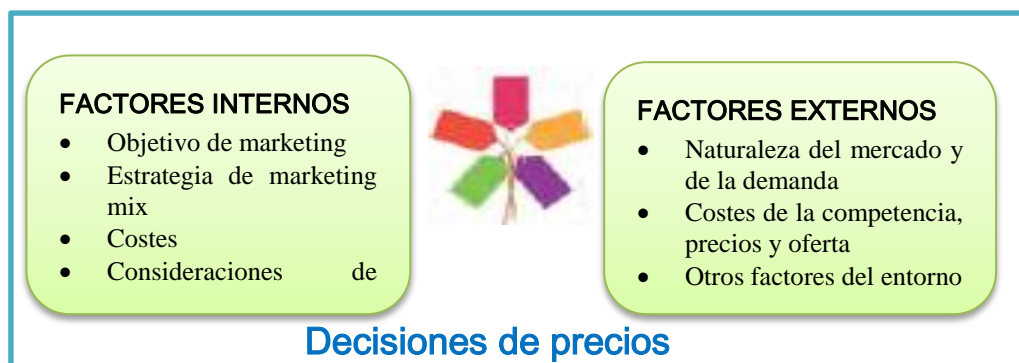 FACTORES INTERNOS
• Objetivo de marketing
• Estrategia de marketing
mix
• Costes
• Consideraciones de
FACTORES EXTERNOS
• Naturaleza del mercado y
de la demanda
• Costes de la competencia,
precios y oferta
• Otros factores del entorno
Decisiones de precios